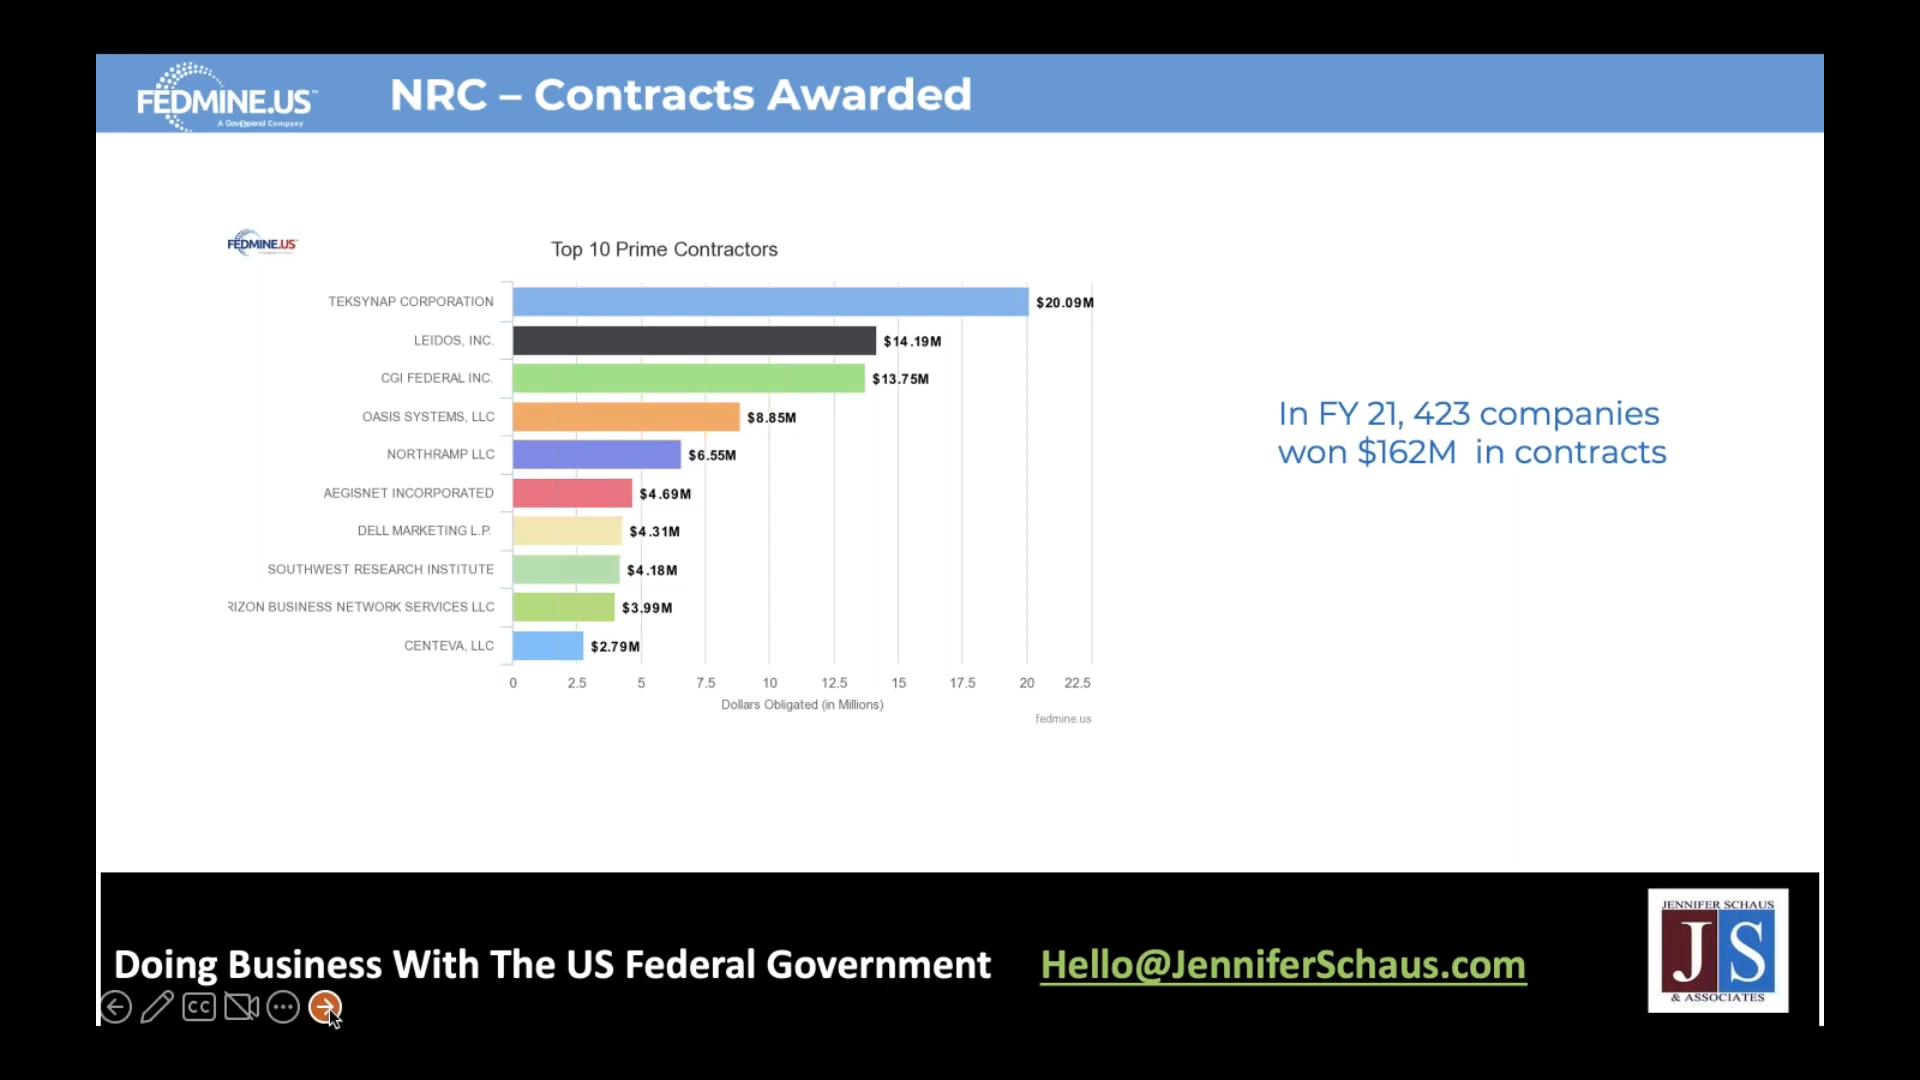 FEDMINE.US™
A GovSpend Company
NRC – Contracts Awarded
FEDMINE.US
Top 10 Prime Contractors
TEKSYNAP CORPORATION $20.09M
LEIDOS, INC. $14.19M
CGI FEDERAL INC. $13.75M
OASIS SYSTEMS, LLC $8.85M
NORTHRAMP LLC $6.55M
AEGISNET INCORPORATED $4.69M
DELL MARKETING L.P. $4.31M
SOUTHWEST RESEARCH INSTITUTE $4.18M
RIZON BUSINESS NETWORK SERVICES LLC $3.99M
CENTEVA, LLC $2.79M
0 2.5 5 7.5 10 12.5 15 17.5 20 22.5
Dollars Obligated (in Millions)
fedmine.us
In FY 21, 423 companies
won $162M in contracts
Doing Business With The US Federal Government
Hello@JenniferSchaus.com
JENNIFER SCHAUS
JS
& ASSOCIATES
CC